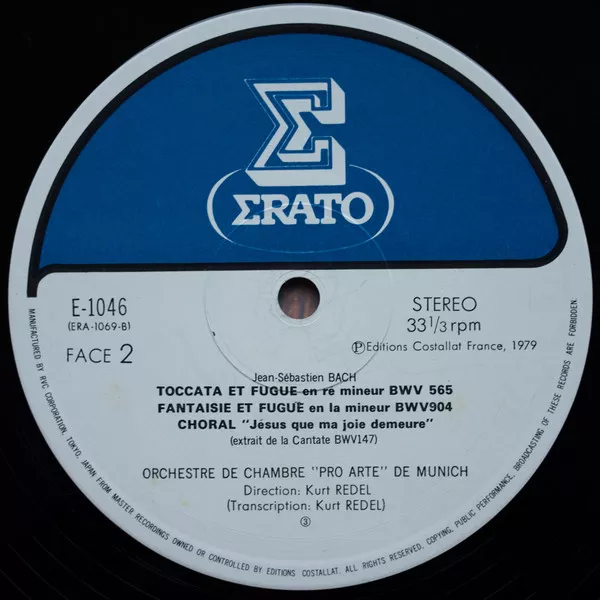 Σ
ΣRATO
E-1046
(ERA-1069-B)
FACE 2
STEREO
33 1/3 rpm
ⓅEditions Costallat France, 1979
Jean-Sébastien BACH
TOCCATA ET FUGUE en ré mineur BWV 565
FANTAISIE ET FUGUE en la mineur BWV904
CHORAL "Jésus que ma joie demeure"
(extrait de la Cantate BWV147)
ORCHESTRE DE CHAMBRE "PRO ARTE" DE MUNICH
Direction: Kurt REDEL
(Transcription: Kurt REDEL)
③
MANUFACTURED BY RVC CORPORATION, TOKYO, JAPAN FROM MASTER RECORDINGS OWNED OR CONTROLLED BY EDITIONS COSTALLAT. ALL RIGHTS RESERVED. COPYING, PUBLIC PERFORMANCE, BROADCASTING OF THESE RECORDS ARE FORBIDDEN.